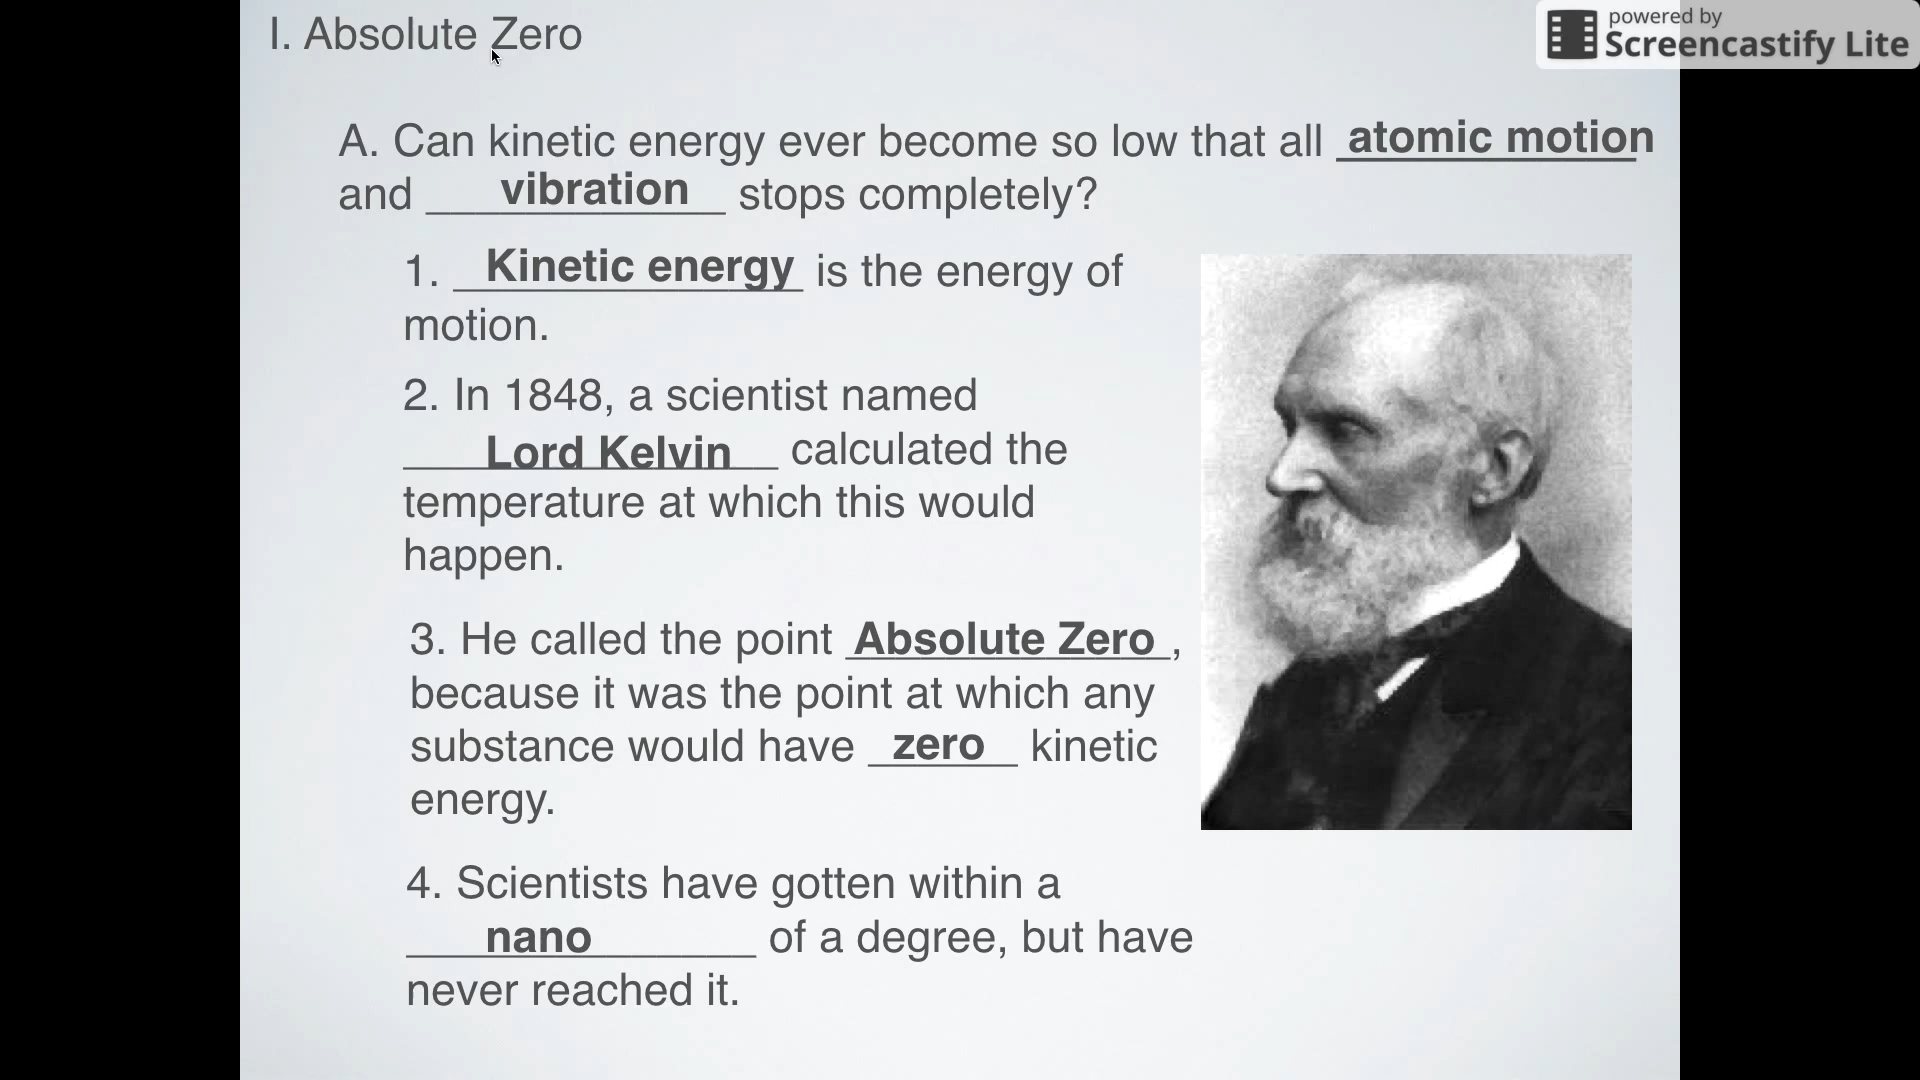 I. Absolute Zero
powered by
Screencastify Lite
A. Can kinetic energy ever become so low that all atomic motion
and vibration stops completely?
1. Kinetic energy is the energy of
motion.
2. In 1848, a scientist named
Lord Kelvin calculated the
temperature at which this would
happen.
3. He called the point Absolute Zero,
because it was the point at which any
substance would have zero kinetic
energy.
4. Scientists have gotten within a
nano of a degree, but have
never reached it.